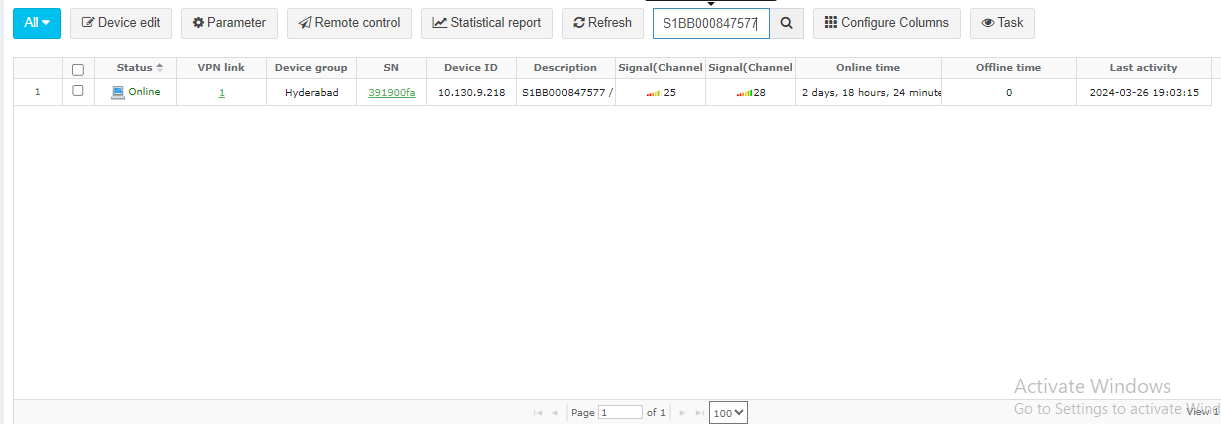 All Device edit Parameter Remote control Statistical report Refresh S1BB000847577 Configure Columns Task
Status VPN link Device group SN Device ID Description Signal(Channel Signal(Channel Online time Offline time Last activity
1 Online 1 Hyderabad 391900fa 10.130.9.218 S1BB000847577 / 25 28 2 days, 18 hours, 24 minute 0 2024-03-26 19:03:15
Activate Windows
Go to Settings to activate Wind
Page 1 of 1 100 View 1